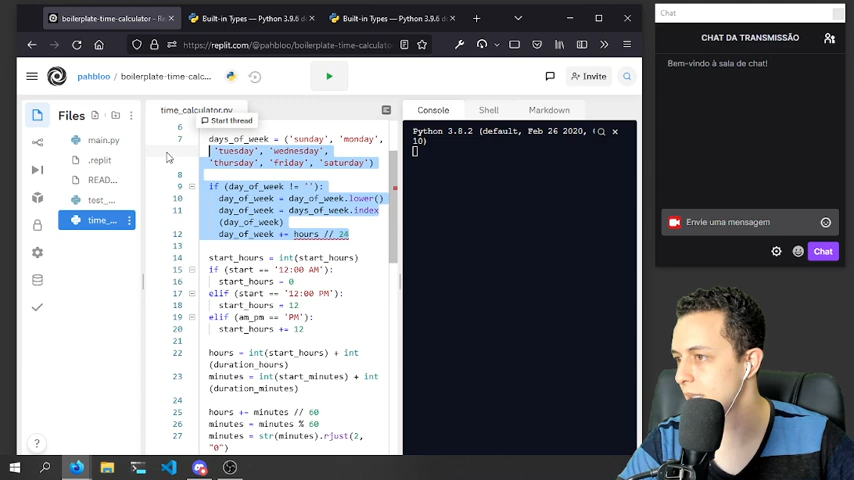 boilerplate-time-calculator - Re
Built-in Types — Python 3.9.6 d
Built-in Types — Python 3.9.6 d
Chat
https://replit.com/@pahbloo/boilerplate-time-calculato
CHAT DA TRANSMISSÃO
Bem-vindo à sala de chat!
pahbloo / boilerplate-time-calc...
Invite
Files
time_calculator.py
Start thread
Console
Shell
Markdown
main.py
.replit
READ...
test_...
time_...
Python 3.8.2 (default, Feb 26 2020,
10)
6
7 days_of_week = ('sunday', 'monday',
'tuesday', 'wednesday',
'thursday', 'friday', 'saturday')
8
9 if (day_of_week != ''):
10 day_of_week = day_of_week.lower()
11 day_of_week = days_of_week.index
(day_of_week)
12 day_of_week += hours // 24
13
14 start_hours = int(start_hours)
15 if (start == '12:00 AM'):
16 start_hours = 0
17 elif (start == '12:00 PM'):
18 start_hours = 12
19 elif (am_pm == 'PM'):
20 start_hours += 12
21
22 hours = int(start_hours) + int
(duration_hours)
23 minutes = int(start_minutes) + int
(duration_minutes)
24
25 hours += minutes // 60
26 minutes = minutes % 60
27 minutes = str(minutes).rjust(2,
"0")
Envie uma mensagem
Chat